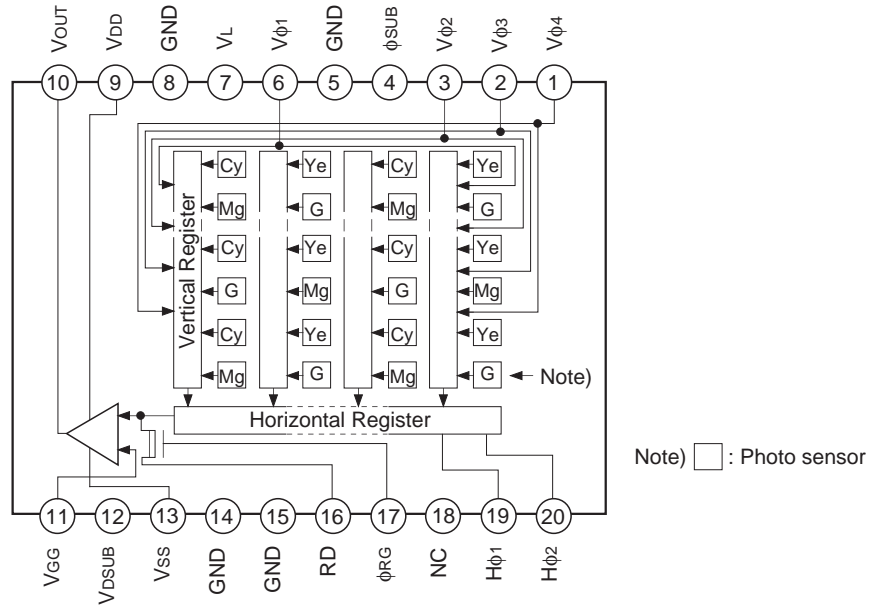 VOUT VDD GND VL Vϕ1 GND ϕSUB Vϕ2 Vϕ3 Vϕ4
10 9 8 7 6 5 4 3 2 1
Cy Ye Cy Ye
Mg G Mg G
Cy Ye Cy Ye
G Mg G Mg
Cy Ye Cy Ye
Mg G Mg G Note)
Vertical Register
Horizontal Register
Note) : Photo sensor
11 12 13 14 15 16 17 18 19 20
VGG VDSUB VSS GND GND RD ϕRG NC Hϕ1 Hϕ2